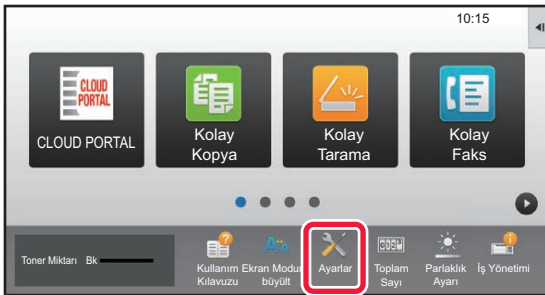 10:15
CLOUD
PORTAL
CLOUD PORTAL
Kolay
Kopya
Kolay
Tarama
Kolay
Faks
Toner Miktarı Bk
Kullanım
Kılavuzu
Ekran Modun
büyült
Ayarlar
Toplam
Sayı
Parlaklık
Ayarı
İş Yönetimi